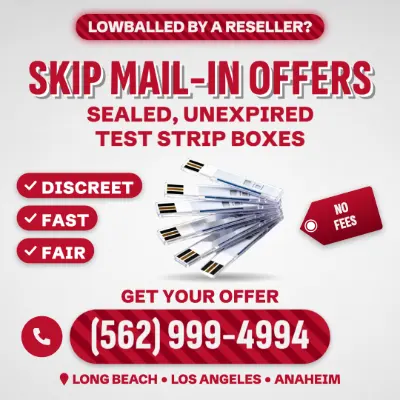 LOWBALLED BY A RESELLER?
SKIP MAIL-IN OFFERS
SEALED, UNEXPIRED
TEST STRIP BOXES
DISCREET
FAST
FAIR
NO
FEES
GET YOUR OFFER
(562) 999-4994
LONG BEACH • LOS ANGELES • ANAHEIM